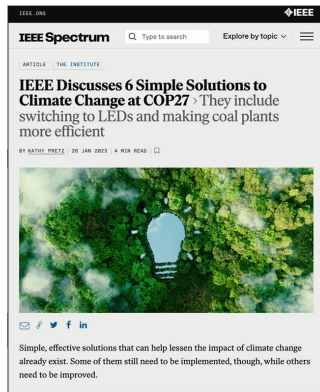 IEEE.ORG
IEEE
IEEE Spectrum
Type to search
Explore by topic
ARTICLE
THE INSTITUTE
IEEE Discusses 6 Simple Solutions to
Climate Change at COP27 › They include
switching to LEDs and making coal plants
more efficient
BY KATHY PRETZ | 26 JAN 2023 | 4 MIN READ |
Simple, effective solutions that can help lessen the impact of climate change
already exist. Some of them still need to be implemented, though, while others
need to be improved.